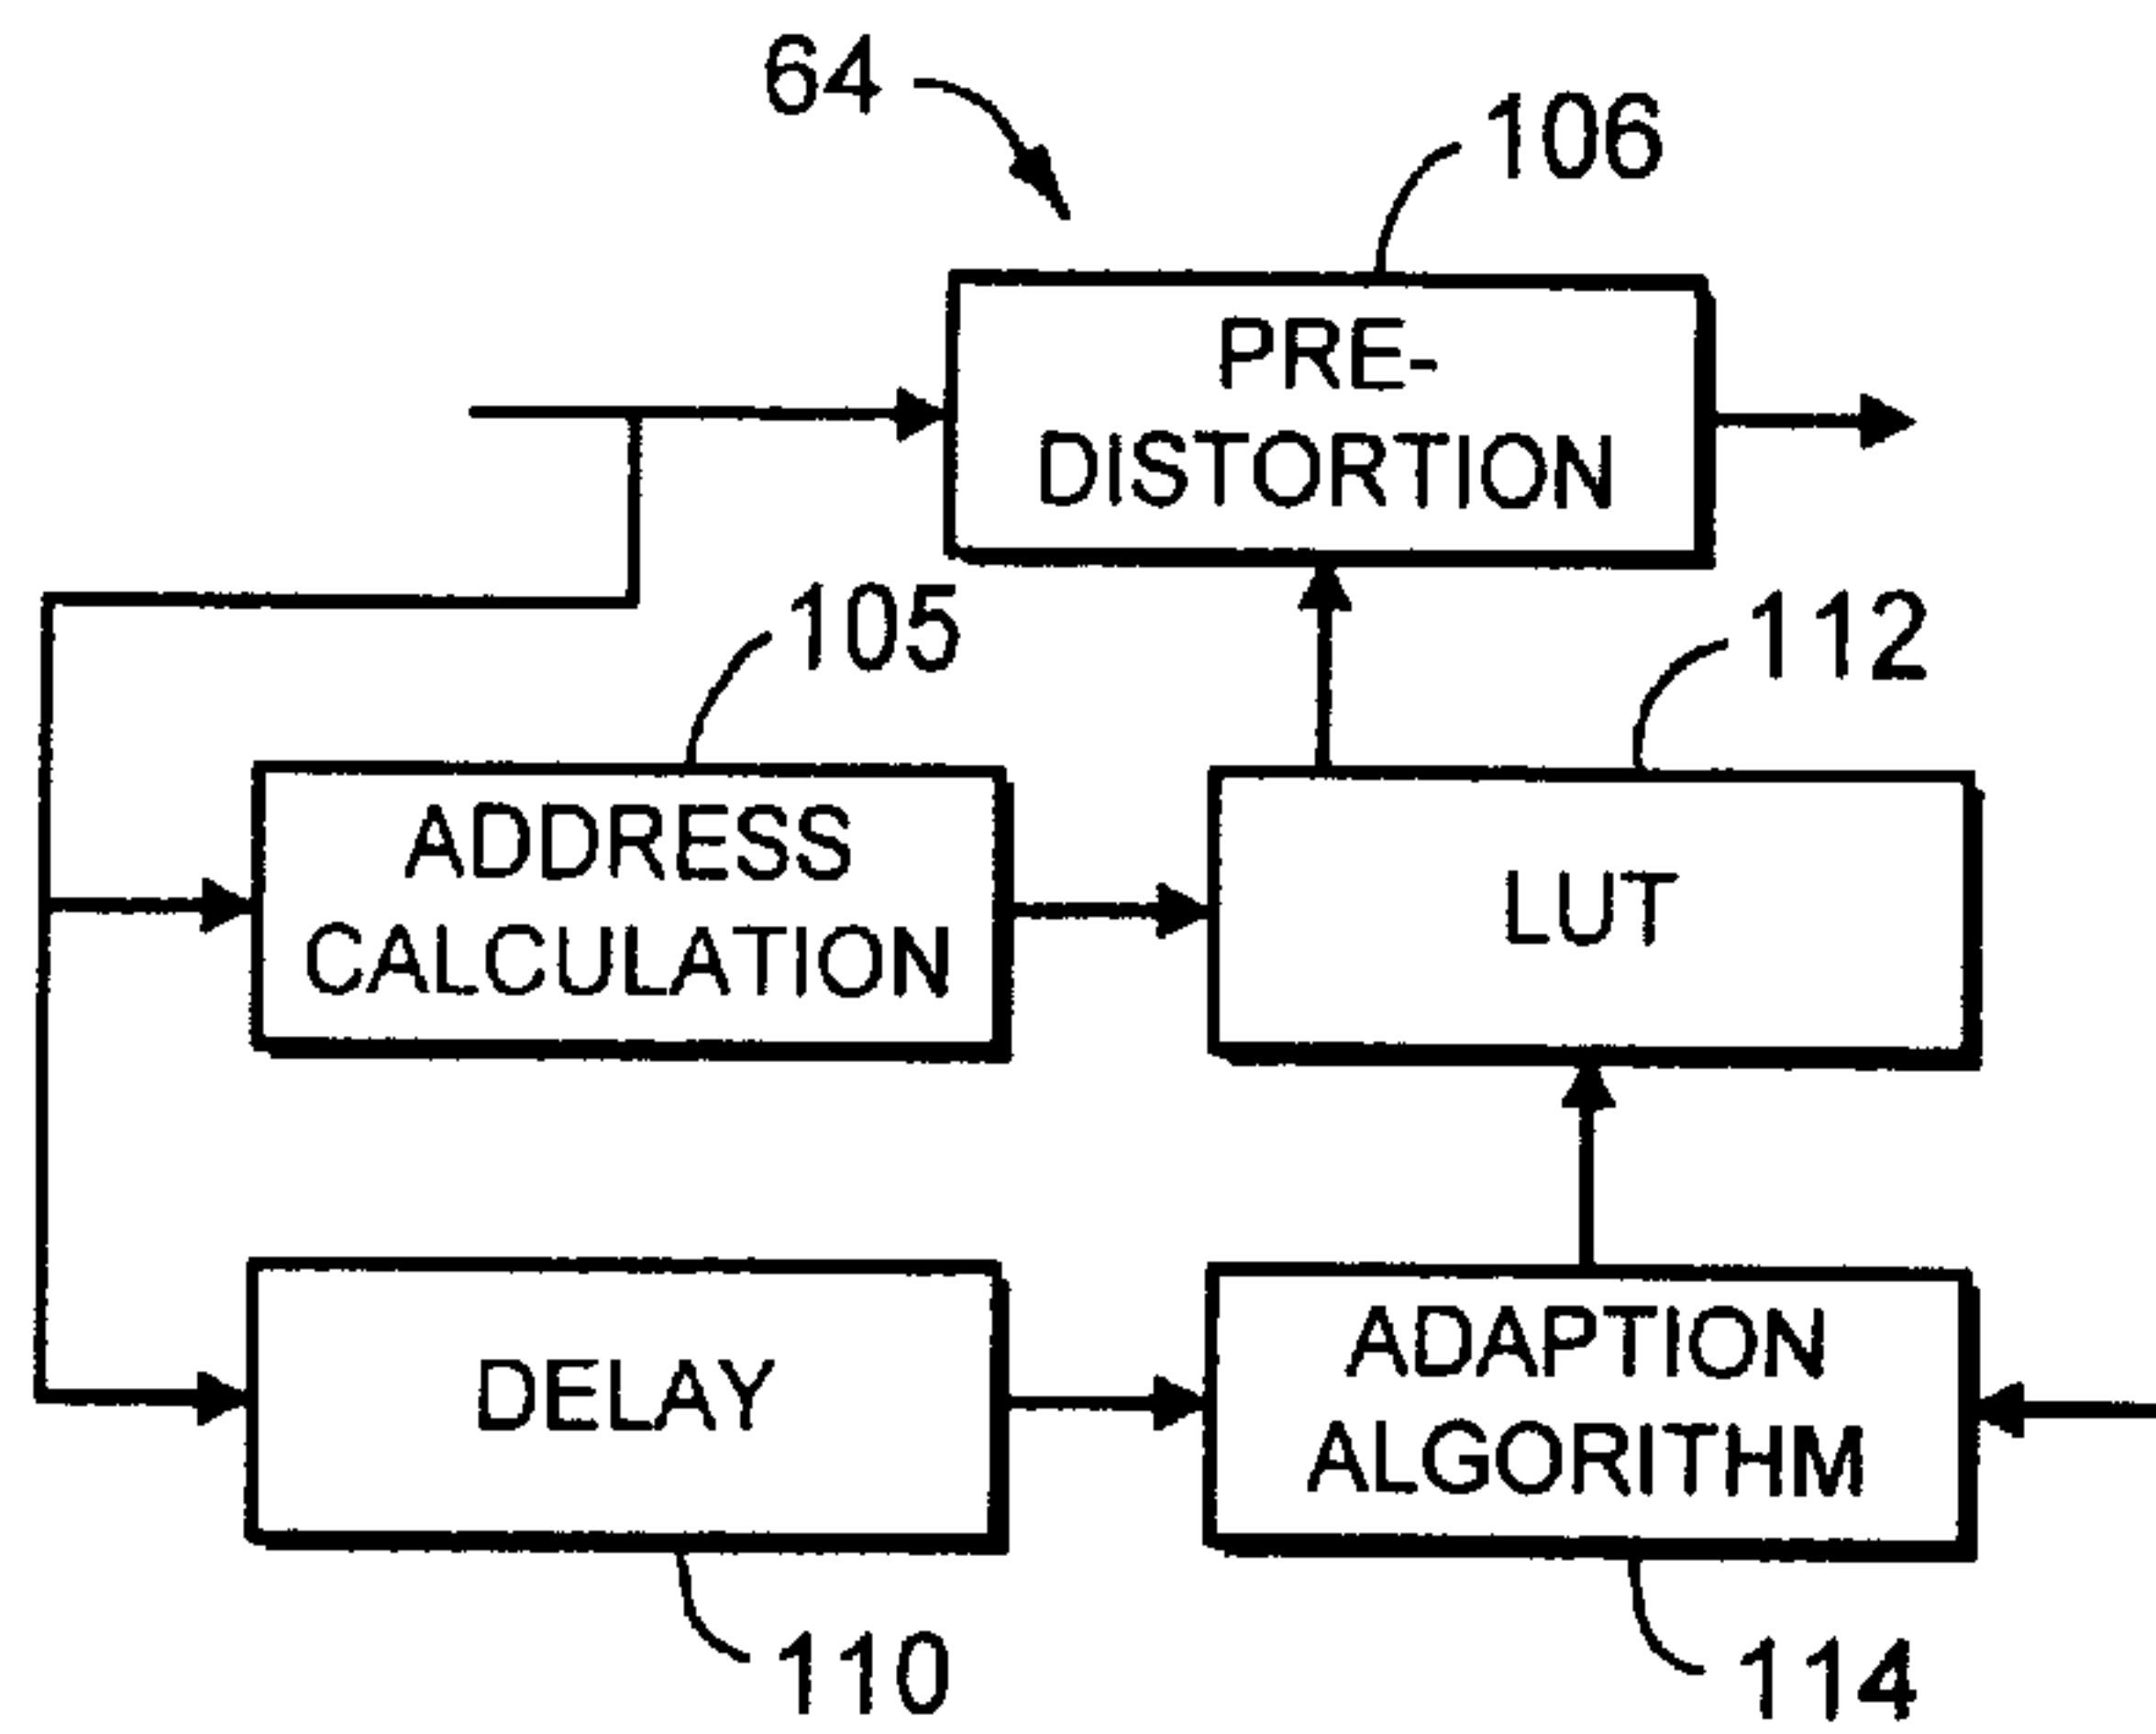 64
106
PRE-
DISTORTION
105
112
ADDRESS
CALCULATION
LUT
DELAY
ADAPTION
ALGORITHM
110
114